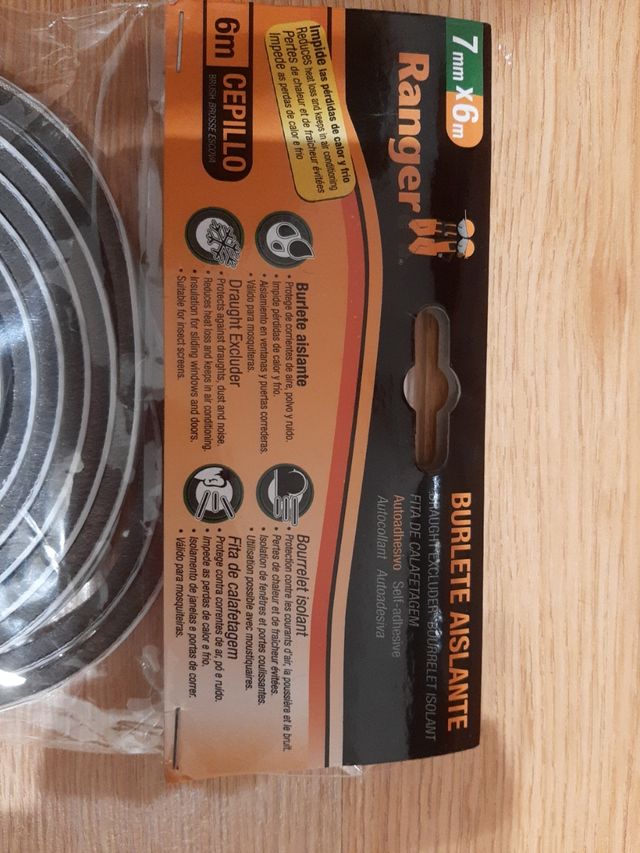 7mm x6m
Ranger
BURLETE AISLANTE
DRAUGHT EXCLUDER BOURRELET ISOLANT
FITA DE CALAFETAGEM
Autoadhesivo Self-adhesive
Autocollant Autoadesiva
Impide las pérdidas de calor y frio
Reduces heat loss and keeps in air conditioning
Pertes de chaleur et de fraîcheur évitées
Impede as perdas de calor e frio
6m CEPILLO
BRUSH BROSSE ESCOVA
Burlete aislante
• Protege de corrientes de aire, polvo y ruido.
• Impide pérdidas de calor y frio.
• Aislamiento en ventanas y puertas correderas.
• Válido para mosquiteras.
Draught Excluder
• Protects against draughts, dust and noise.
• Reduces heat loss and keeps in air conditioning.
• Insulation for sliding windows and doors.
• Suitable for insect screens.
Bourrelet isolant
• Protection contre les courants d'air, la poussière et le bruit.
• Pertes de chaleur et de fraîcheur évitées.
• Isolation de fenêtres et portes coulissantes.
• Utilisation possible avec moustiquaires.
Fita de calafetagem
• Protege contra correntes de ar, pó e ruído.
• Impede as perdas de calor e frio.
• Isolamento de janelas e portas de correr.
• Válido para mosquiteiras.